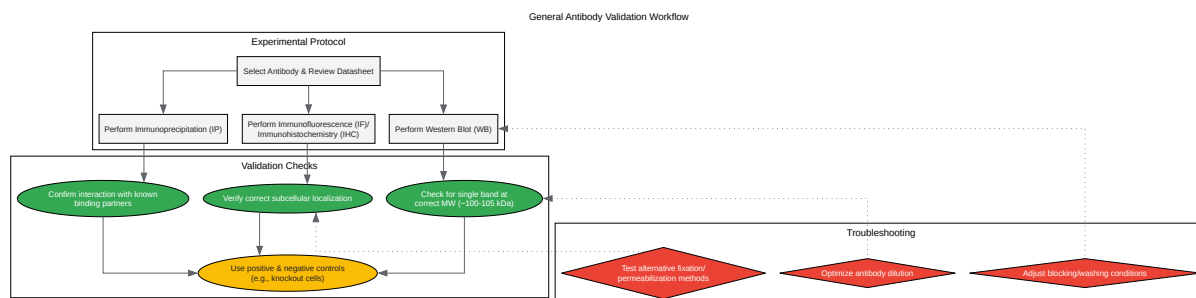 General Antibody Validation Workflow
Experimental Protocol
Select Antibody & Review Datasheet
Perform Immunoprecipitation (IP)
Perform Immunofluorescence (IF)/
Immunohistochemistry (IHC)
Perform Western Blot (WB)
Validation Checks
Confirm interaction with known
binding partners
Verify correct subcellular localization
Check for single band at
correct MW (~100-105 kDa)
Use positive & negative controls
(e.g., knockout cells)
Troubleshooting
Test alternative fixation/
permeabilization methods
Optimize antibody dilution
Adjust blocking/washing conditions